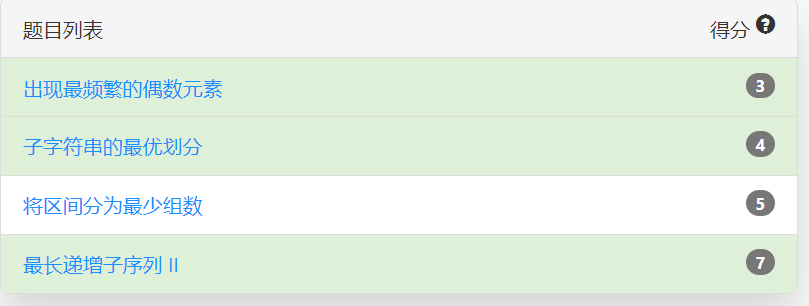 题目列表 得分 ?
出现最频繁的偶数元素 3
子字符串的最优划分 4
将区间分为最少组数 5
最长递增子序列 II 7